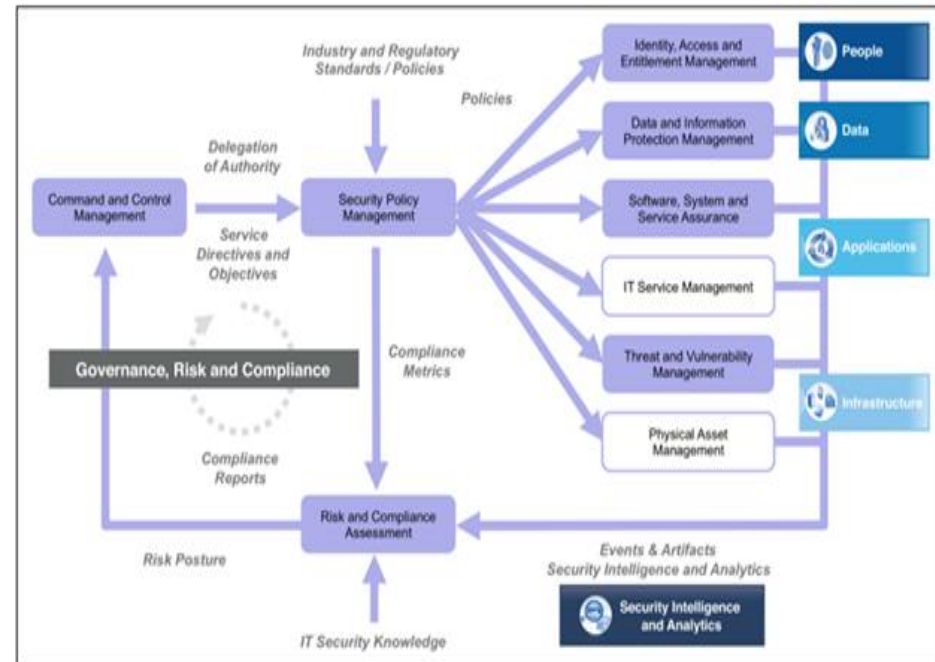 Industry and Regulatory
Standards / Policies
Policies
Identity, Access and
Entitlement Management
People
Data and Information
Protection Management
Data
Delegation
of Authority
Command and Control
Management
Security Policy
Management
Software, System and
Service Assurance
Service
Directives and
Objectives
Applications
IT Service Management
Governance, Risk and Compliance
Compliance
Metrics
Threat and Vulnerability
Management
Infrastructure
Physical Asset
Management
Compliance
Reports
Risk and Compliance
Assessment
Risk Posture
Events & Artifacts
Security Intelligence and Analytics
Security Intelligence
and Analytics
IT Security Knowledge